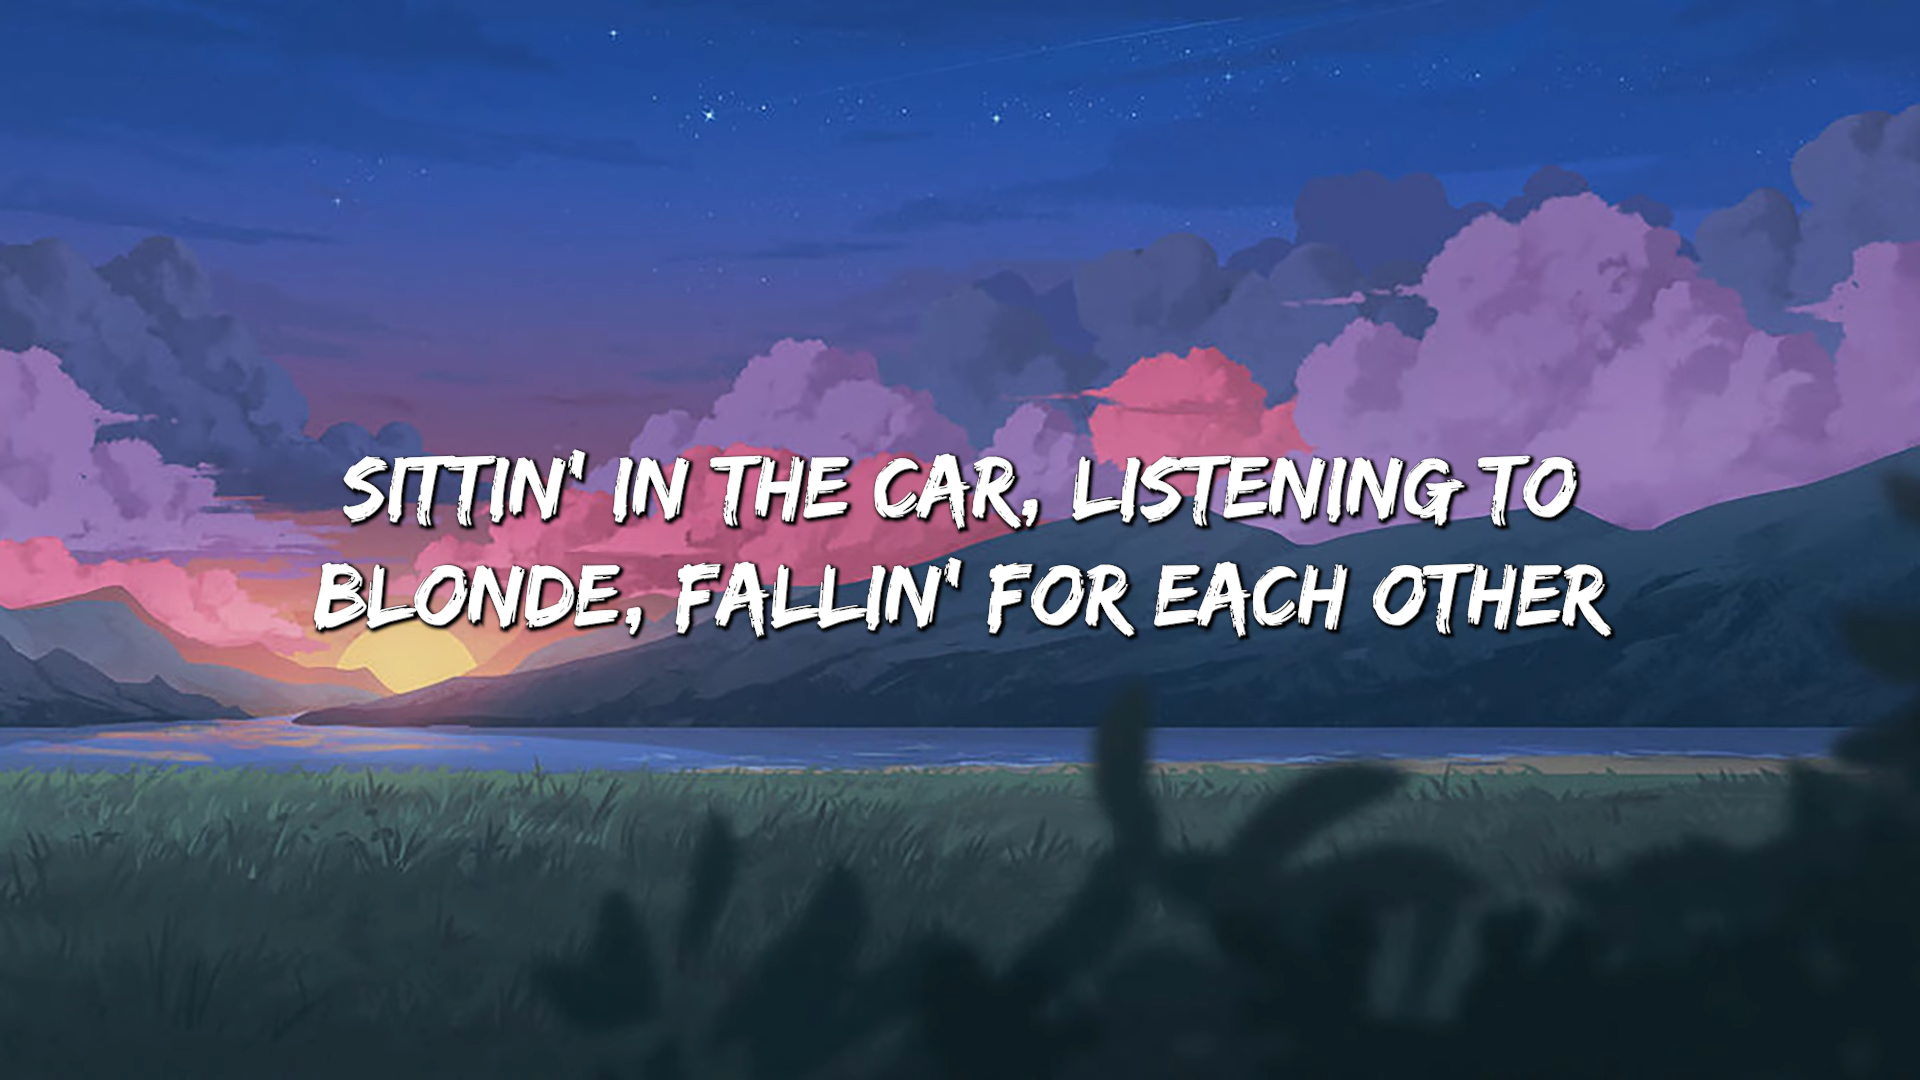 SITTIN' IN THE CAR, LISTENING TO
BLONDE, FALLIN' FOR EACH OTHER